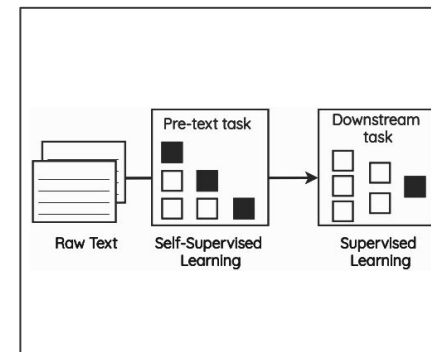 Pre-text task
Downstream
task
Raw Text
Self-Supervised
Learning
Supervised
Learning